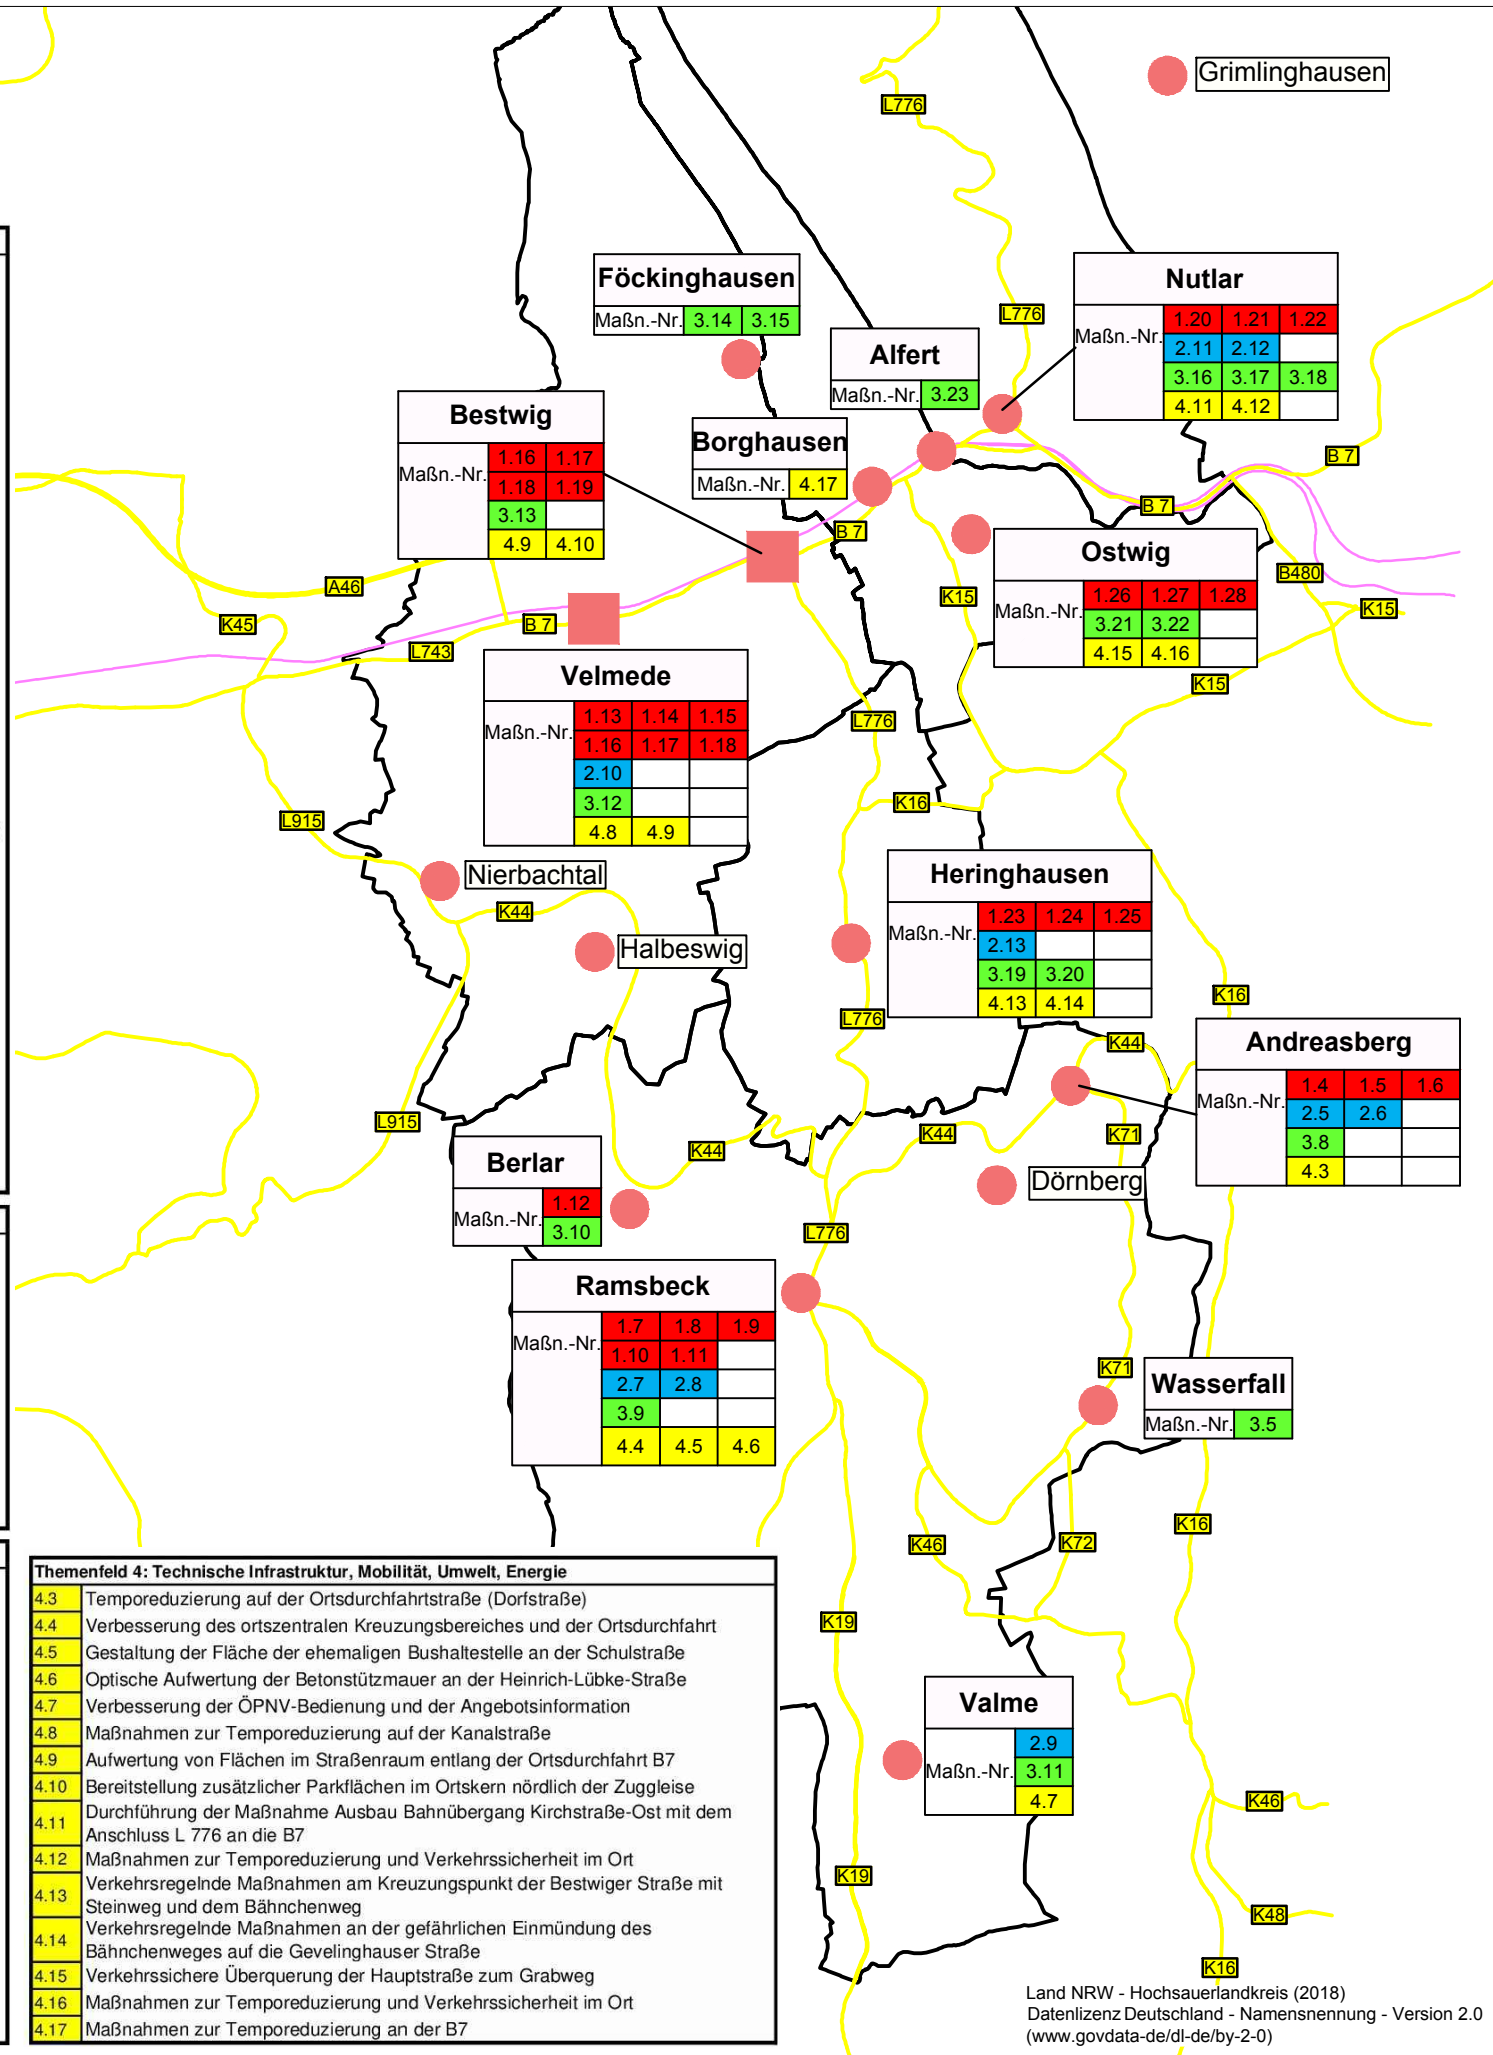 Grimlinghausen
L776
Föckinghausen
Maßn.-Nr. 3.14 3.15
Nutlar
Maßn.-Nr. 1.20 1.21 1.22
2.11 2.12
3.16 3.17 3.18
4.11 4.12
L776
Alfert
Maßn.-Nr. 3.23
Bestwig
Maßn.-Nr. 1.16 1.17
1.18 1.19
3.13
4.9 4.10
Borghausen
Maßn.-Nr. 4.17
B 7
B 7
B 7
Ostwig
Maßn.-Nr. 1.26 1.27 1.28
3.21 3.22
4.15 4.16
A46
B480
K15
K15
K45
B 7
L743
K15
Velmede
Maßn.-Nr. 1.13 1.14 1.15
1.16 1.17 1.18
2.10
3.12
4.8 4.9
L776
K16
L915
Nierbachtal
K44
Halbeswig
Heringhausen
Maßn.-Nr. 1.23 1.24 1.25
2.13
3.19 3.20
4.13 4.14
K16
L776
K44
Andreasberg
Maßn.-Nr. 1.4 1.5 1.6
2.5 2.6
3.8
4.3
L915
K44
K44
K71
Berlar
Maßn.-Nr. 1.12
3.10
Dörnberg
L776
Ramsbeck
Maßn.-Nr. 1.7 1.8 1.9
1.10 1.11
2.7 2.8
3.9
4.4 4.5 4.6
K71
Wasserfall
Maßn.-Nr. 3.5
K16
K46
K72
K19
Valme
Maßn.-Nr. 2.9
3.11
4.7
K46
K19
K48
K16
Themenfeld 4: Technische Infrastruktur, Mobilität, Umwelt, Energie
4.3 Temporeduzierung auf der Ortsdurchfahrtstraße (Dorfstraße)
4.4 Verbesserung des ortszentralen Kreuzungsbereiches und der Ortsdurchfahrt
4.5 Gestaltung der Fläche der ehemaligen Bushaltestelle an der Schulstraße
4.6 Optische Aufwertung der Betonstützmauer an der Heinrich-Lübke-Straße
4.7 Verbesserung der ÖPNV-Bedienung und der Angebotsinformation
4.8 Maßnahmen zur Temporeduzierung auf der Kanalstraße
4.9 Aufwertung von Flächen im Straßenraum entlang der Ortsdurchfahrt B7
4.10 Bereitstellung zusätzlicher Parkflächen im Ortskern nördlich der Zuggleise
4.11 Durchführung der Maßnahme Ausbau Bahnübergang Kirchstraße-Ost mit dem
Anschluss L 776 an die B7
4.12 Maßnahmen zur Temporeduzierung und Verkehrssicherheit im Ort
4.13 Verkehrsregelnde Maßnahmen am Kreuzungspunkt der Bestwiger Straße mit
Steinweg und dem Bähnchenweg
4.14 Verkehrsregelnde Maßnahmen an der gefährlichen Einmündung des
Bähnchenweges auf die Gevelinghauser Straße
4.15 Verkehrssichere Überquerung der Hauptstraße zum Grabweg
4.16 Maßnahmen zur Temporeduzierung und Verkehrssicherheit im Ort
4.17 Maßnahmen zur Temporeduzierung an der B7
Land NRW - Hochsauerlandkreis (2018)
Datenlizenz Deutschland - Namensnennung - Version 2.0
(www.govdata-de/dl-de/by-2-0)